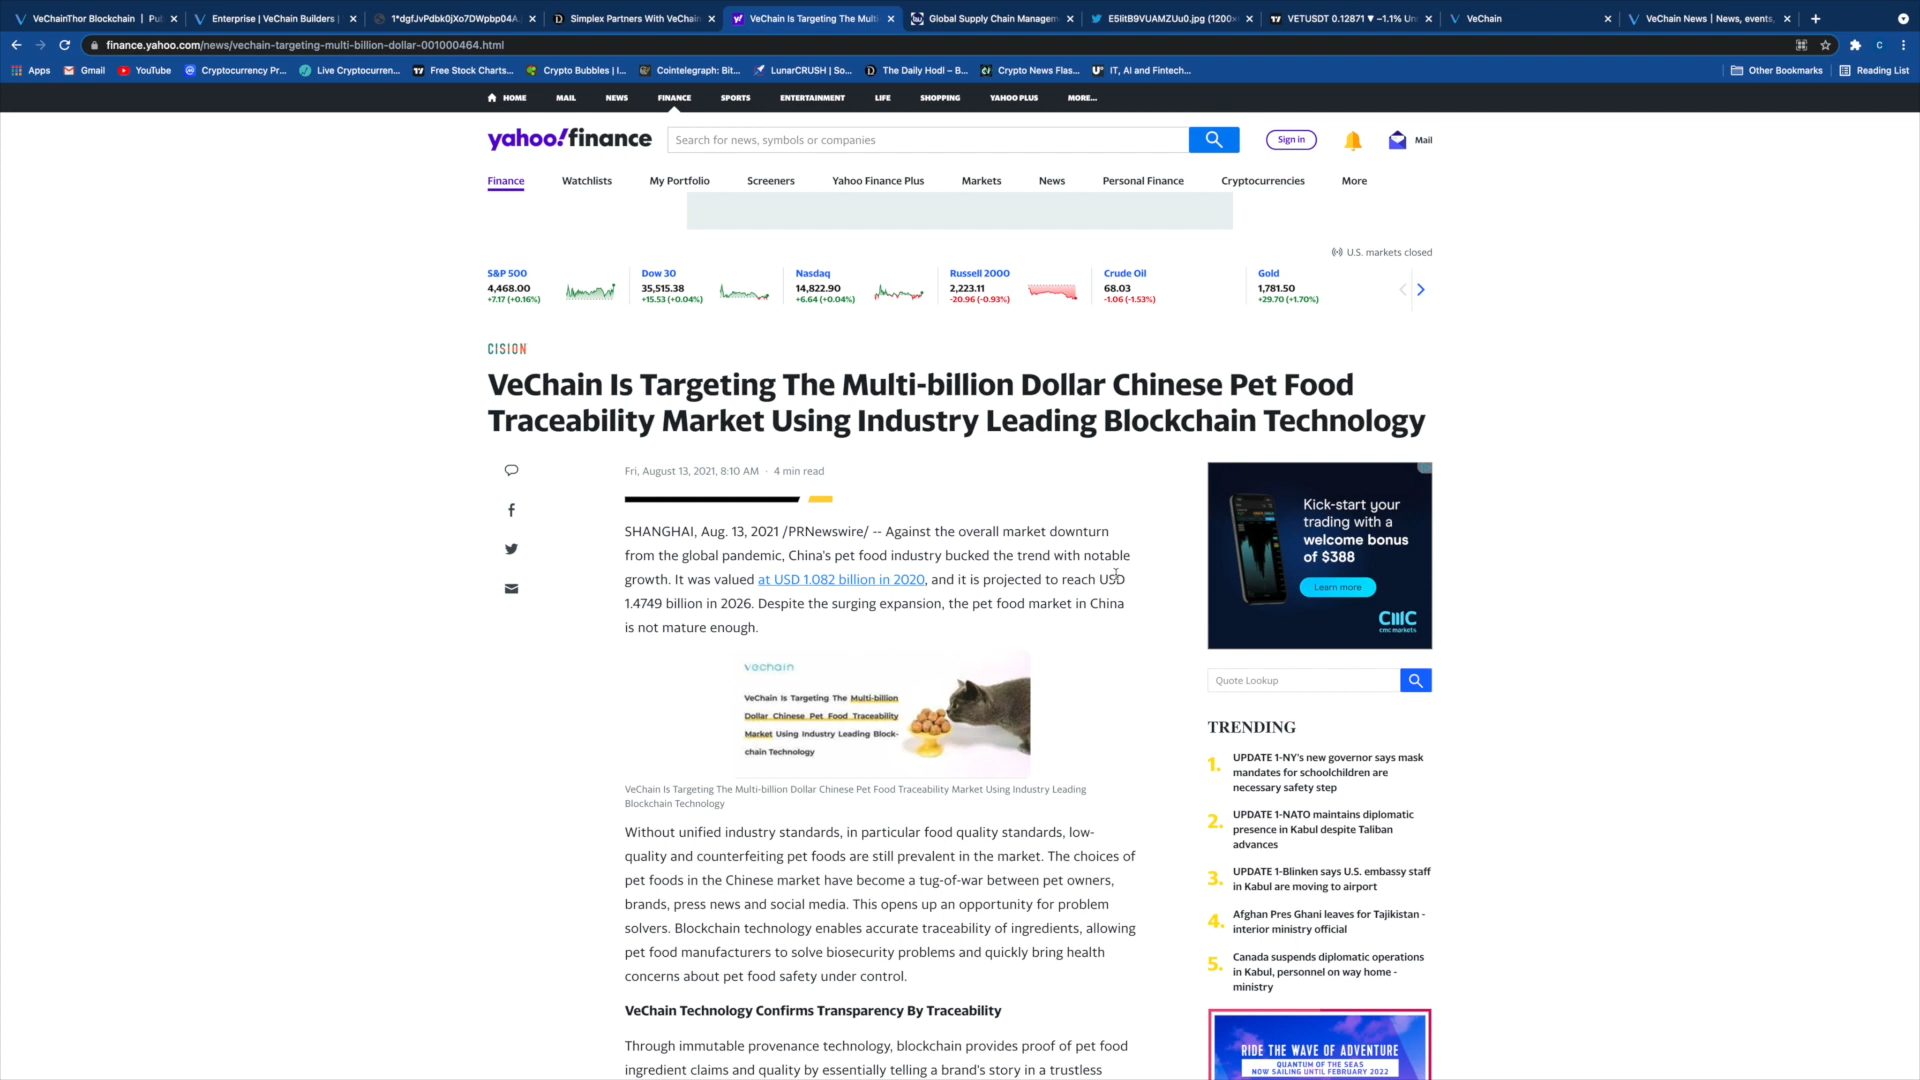 VeChainThor Blockchain | Pu
Enterprise | VeChain Builders |
1*dgfJvPdbk0jXo7DWpbp04A.
Simplex Partners With VeChain
VeChain Is Targeting The Multi
Global Supply Chain Managem
E5IitB9VUAMZUu0.jpg (1200×
VETUSDT 0.12871 ▼ −1.1% Un
VeChain
VeChain News | News, events,
finance.yahoo.com/news/vechain-targeting-multi-billion-dollar-001000464.html
C
Apps
Gmail
YouTube
Cryptocurrency Pr...
Live Cryptocurren...
Free Stock Charts...
Crypto Bubbles | I...
Cointelegraph: Bit...
LunarCRUSH | So...
The Daily Hodl – B...
Crypto News Flas...
IT, AI and Fintech...
Other Bookmarks
Reading List
HOME
MAIL
NEWS
FINANCE
SPORTS
ENTERTAINMENT
LIFE
SHOPPING
YAHOO PLUS
MORE...
yahoo!finance
Search for news, symbols or companies
Sign in
Mail
Finance
Watchlists
My Portfolio
Screeners
Yahoo Finance Plus
Markets
News
Personal Finance
Cryptocurrencies
More
U.S. markets closed
S&P 500
4,468.00
+7.17 (+0.16%)
Dow 30
35,515.38
+15.53 (+0.04%)
Nasdaq
14,822.90
+6.64 (+0.04%)
Russell 2000
2,223.11
-20.96 (-0.93%)
Crude Oil
68.03
-1.06 (-1.53%)
Gold
1,781.50
+29.70 (+1.70%)
CISION
VeChain Is Targeting The Multi-billion Dollar Chinese Pet Food
Traceability Market Using Industry Leading Blockchain Technology
Fri, August 13, 2021, 8:10 AM · 4 min read
SHANGHAI, Aug. 13, 2021 /PRNewswire/ -- Against the overall market downturn
from the global pandemic, China's pet food industry bucked the trend with notable
growth. It was valued at USD 1.082 billion in 2020, and it is projected to reach USD
1.4749 billion in 2026. Despite the surging expansion, the pet food market in China
is not mature enough.
vechain
VeChain Is Targeting The Multi-billion
Dollar Chinese Pet Food Traceability
Market Using Industry Leading Block-
chain Technology
VeChain Is Targeting The Multi-billion Dollar Chinese Pet Food Traceability Market Using Industry Leading
Blockchain Technology
Without unified industry standards, in particular food quality standards, low-
quality and counterfeiting pet foods are still prevalent in the market. The choices of
pet foods in the Chinese market have become a tug-of-war between pet owners,
brands, press news and social media. This opens up an opportunity for problem
solvers. Blockchain technology enables accurate traceability of ingredients, allowing
pet food manufacturers to solve biosecurity problems and quickly bring health
concerns about pet food safety under control.
VeChain Technology Confirms Transparency By Traceability
Through immutable provenance technology, blockchain provides proof of pet food
ingredient claims and quality by essentially telling a brand's story in a trustless
Kick-start your
trading with a
welcome bonus
of $388
Learn more
cmc
cmc markets
Quote Lookup
TRENDING
1. UPDATE 1-NY's new governor says mask
mandates for schoolchildren are
necessary safety step
2. UPDATE 1-NATO maintains diplomatic
presence in Kabul despite Taliban
advances
3. UPDATE 1-Blinken says U.S. embassy staff
in Kabul are moving to airport
4. Afghan Pres Ghani leaves for Tajikistan -
interior ministry official
5. Canada suspends diplomatic operations
in Kabul, personnel on way home -
ministry
RIDE THE WAVE OF ADVENTURE
QUANTUM OF THE SEAS
NOW SAILING UNTIL FEBRUARY 2022